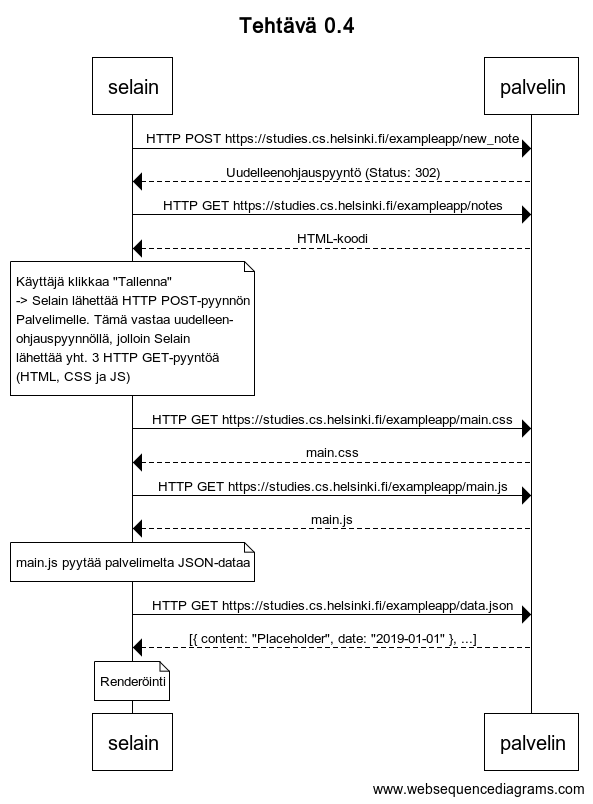 Tehtävä 0.4
selain
palvelin
HTTP POST https://studies.cs.helsinki.fi/exampleapp/new_note
Uudelleenohjauspyyntö (Status: 302)
HTTP GET https://studies.cs.helsinki.fi/exampleapp/notes
HTML-koodi
Käyttäjä klikkaa "Tallenna"
-> Selain lähettää HTTP POST-pyynnön
Palvelimelle. Tämä vastaa uudelleen-
ohjauspyynnöllä, jolloin Selain
lähettää yht. 3 HTTP GET-pyyntöä
(HTML, CSS ja JS)
HTTP GET https://studies.cs.helsinki.fi/exampleapp/main.css
main.css
HTTP GET https://studies.cs.helsinki.fi/exampleapp/main.js
main.js
main.js pyytää palvelimelta JSON-dataa
HTTP GET https://studies.cs.helsinki.fi/exampleapp/data.json
[{ content: "Placeholder", date: "2019-01-01" }, ...]
Renderöinti
selain
palvelin
www.websequencediagrams.com